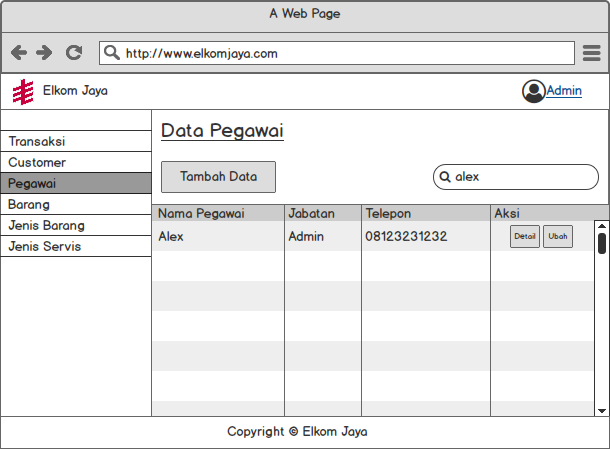 A Web Page
http://www.elkomjaya.com
Elkom Jaya
Admin
Transaksi
Customer
Pegawai
Barang
Jenis Barang
Jenis Servis
Data Pegawai
Tambah Data
alex
Nama Pegawai Jabatan Telepon Aksi
Alex Admin 08123231232 Detail Ubah
Copyright © Elkom Jaya